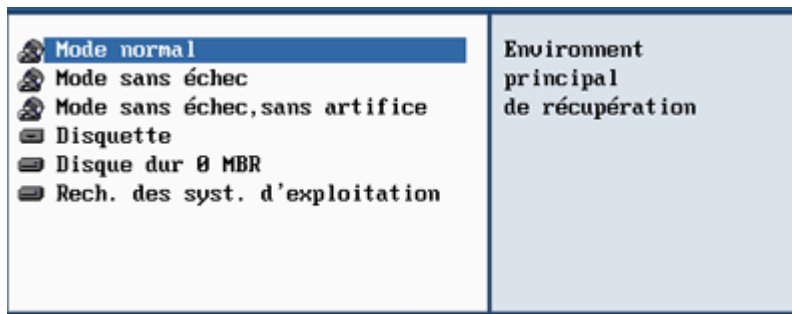 Mode normal
Mode sans échec
Mode sans échec,sans artifice
Disquette
Disque dur 0 MBR
Rech. des syst. d'exploitation
Environnent
principal
de récupération